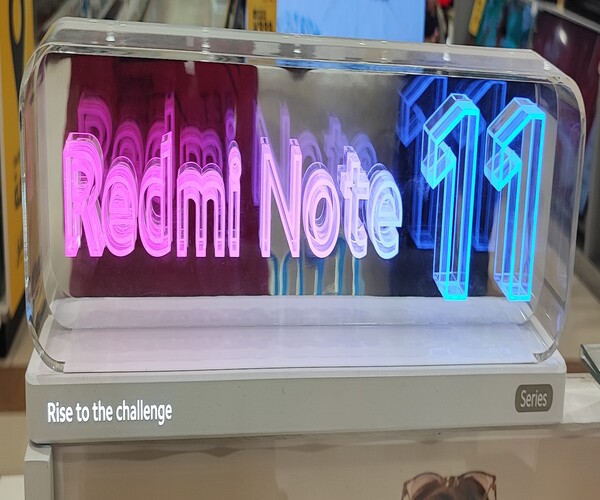 Redmi Note 11
Rise to the challenge
Series